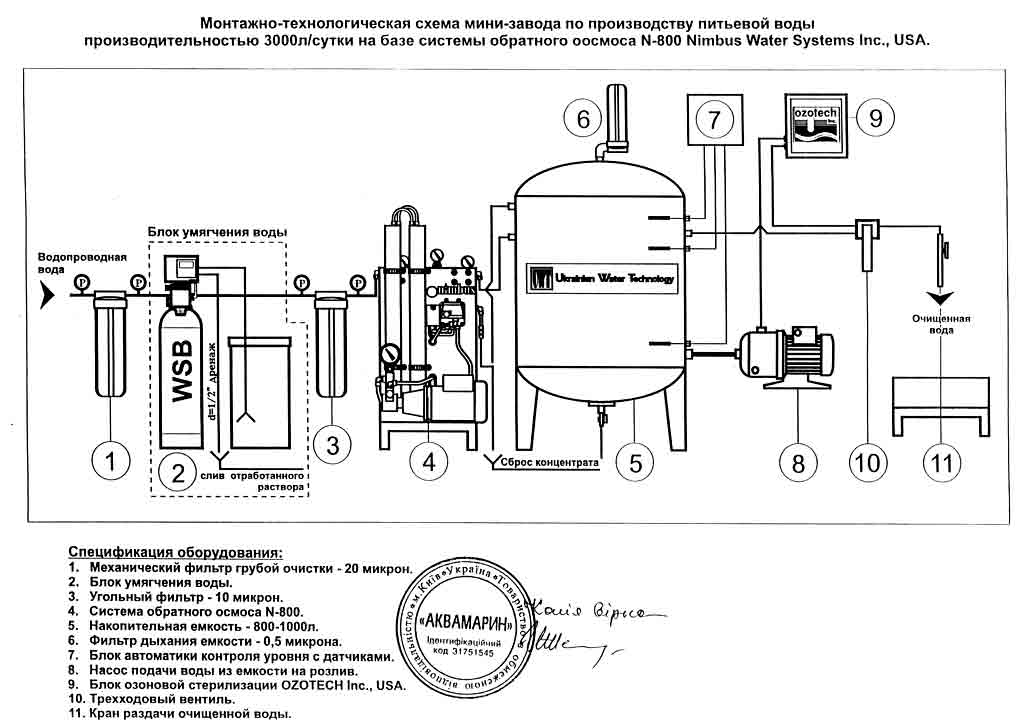 Монтажно-технологическая схема мини-завода по производству питьевой воды
производительностью 3000л/сутки на базе системы обратного оосмоса N-800 Nimbus Water Systems Inc., USA.
6
7
ozotech
Inc.
9
Блок умягчения воды
Водопроводная
вода
P
P
P
P
nimbus
UWT
Ukrainian Water Technology
Очищенная
вода
WSB
d=1/2" дренаж
1
2
3
4
5
8
10
11
Сброс концентрата
слив отработанного
раствора
Спецификация оборудования:
1. Механический фильтр грубой очистки - 20 микрон.
2. Блок умягчения воды.
3. Угольный фильтр - 10 микрон.
4. Система обратного осмоса N-800.
5. Накопительная емкость - 800-1000л.
6. Фильтр дыхания емкости - 0,5 микрона.
7. Блок автоматики контроля уровня с датчиками.
8. Насос подачи воды из емкости на розлив.
9. Блок озоновой стерилизации OZOTECH Inc., USA.
10. Трехходовый вентиль.
11. Кран раздачи очищенной воды.
м.Київ * Україна * Товариство з обмеженою відповідальністю *
«АКВАМАРИН»
Ідентифікаційний
код 31751545
Копія Вірна